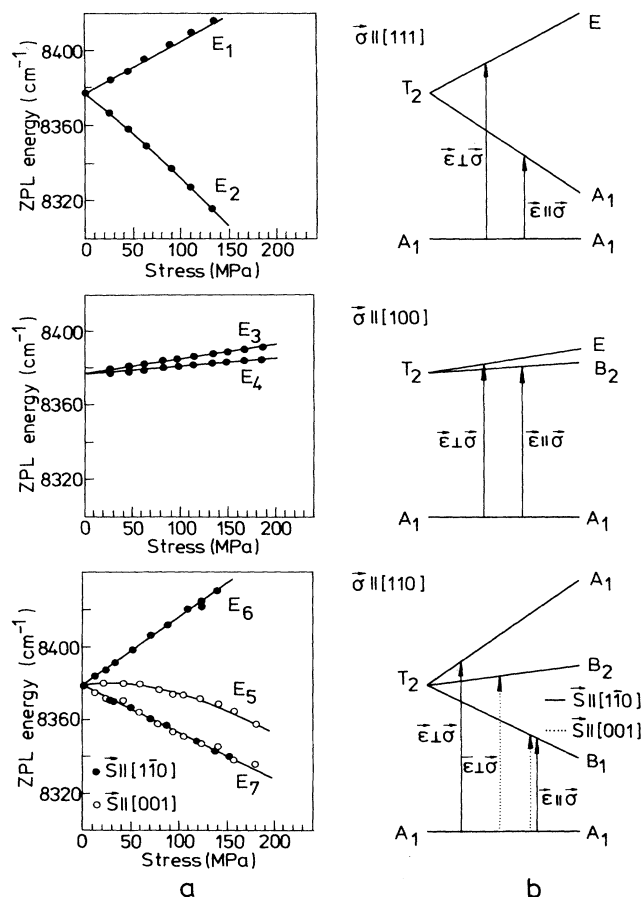 8420
8360
8320
ZPL energy (cm⁻¹)
E₁
E₂
0 50 100 150 200
Stress(MPa)
σ⃗ ∥[111]
E
T₂
ε⃗⊥σ⃗
ε⃗∥σ⃗
A₁
A₁
A₁
8400
8360
8320
ZPL energy (cm⁻¹)
E₃
E₄
0 50 100 150 200
Stress(MPa)
σ⃗ ∥[100]
E
T₂
B₂
ε⃗⊥σ⃗
ε⃗∥σ⃗
A₁
A₁
8400
8360
8320
ZPL energy (cm⁻¹)
E₆
E₅
E₇
● S⃗∥[11̄0]
○ S⃗∥[001]
0 50 100 150 200
Stress(MPa)
σ⃗ ∥[110]
A₁
T₂
B₂
S⃗∥[11̄0]
S⃗∥[001]
ε⃗⊥σ⃗
ε⃗⊥σ⃗
B₁
ε⃗∥σ⃗
A₁
A₁
a
b